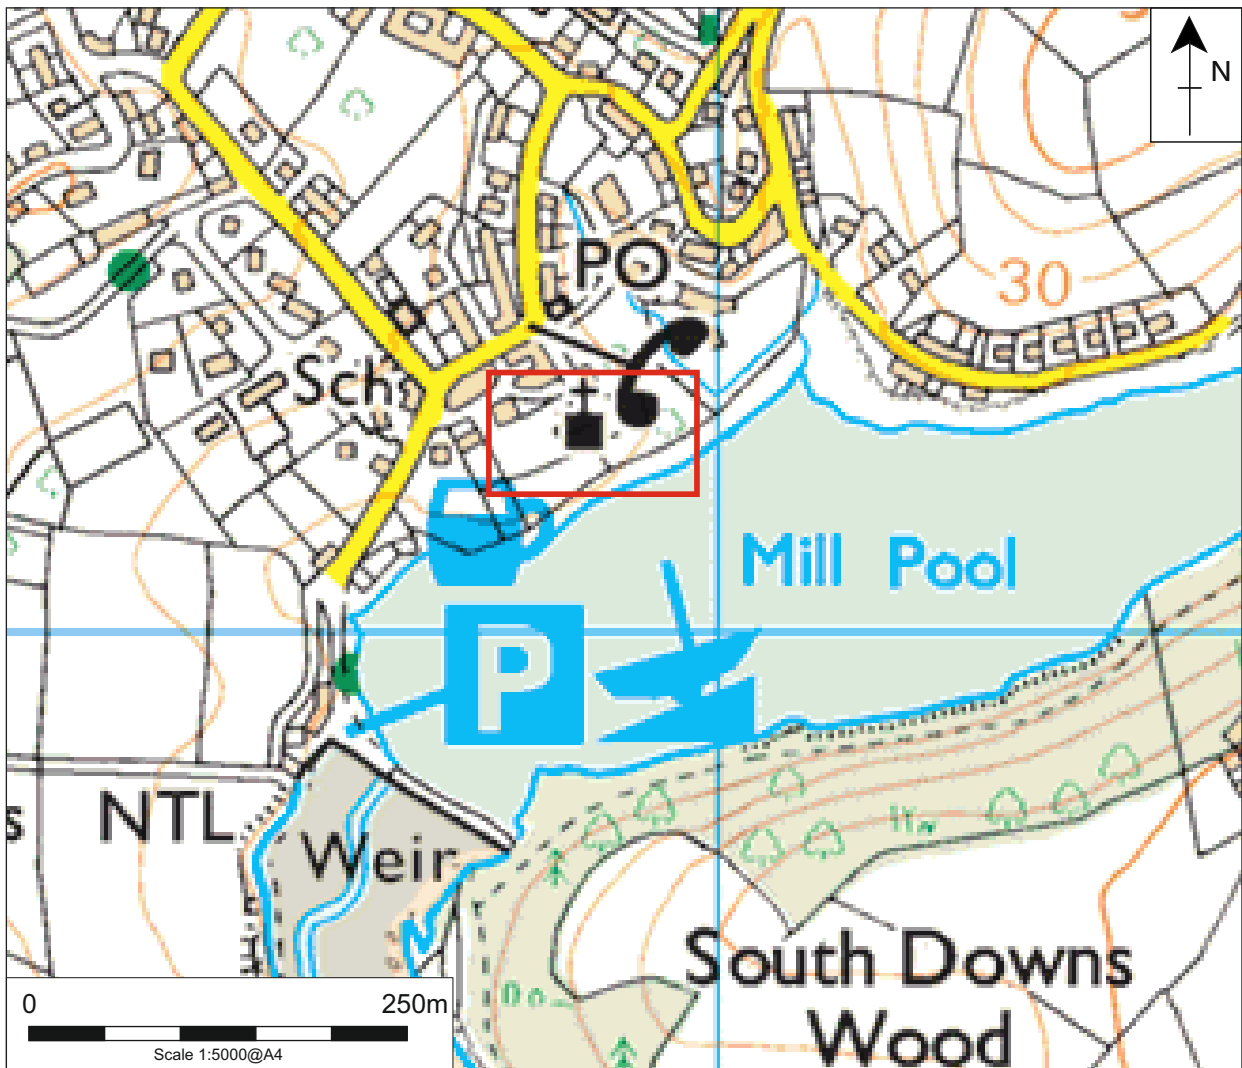 N
PO
30
Sch
Mill Pool
P
s
NTL
Weir
South Downs
Wood
0 250m
Scale 1:5000@A4